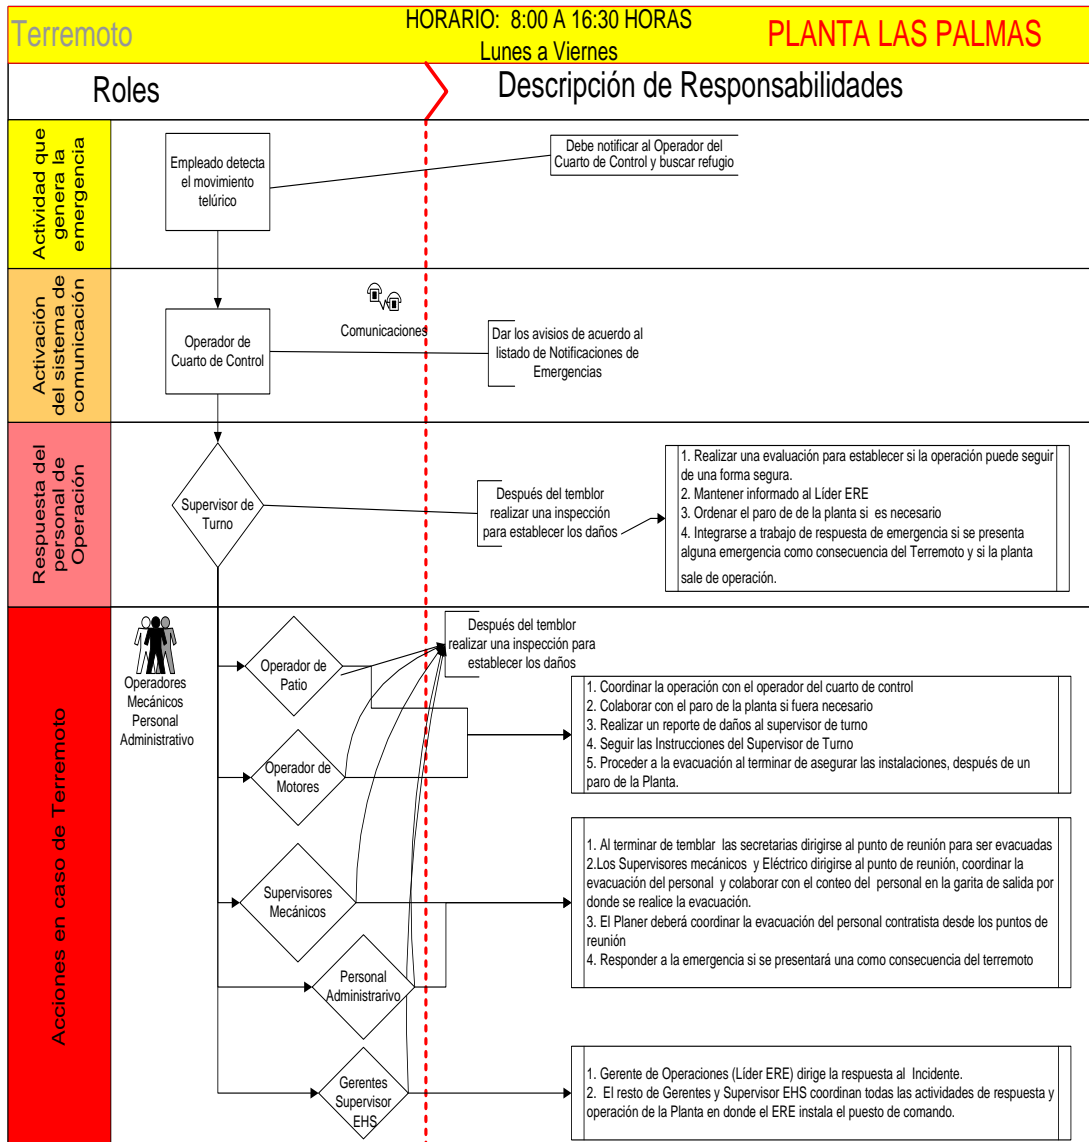 Terremoto
HORARIO: 8:00 A 16:30 HORAS
Lunes a Viernes
PLANTA LAS PALMAS
Roles
Descripción de Responsabilidades
Actividad que
genera la
emergencia
Empleado detecta
el movimiento
telúrico
Debe notificar al Operador del
Cuarto de Control y buscar refugio
Activación
del sistema de
comunicación
Operador de
Cuarto de Control
Comunicaciones
Dar los avisios de acuerdo al
listado de Notificaciones de
Emergencias
Respuesta del
personal de
Operación
Supervisor de
Turno
Después del temblor
realizar una inspección
para establecer los daños
1. Realizar una evaluación para establecer si la operación puede seguir
de una forma segura.
2. Mantener informado al Líder ERE
3. Ordenar el paro de de la planta si es necesario
4. Integrarse a trabajo de respuesta de emergencia si se presenta
alguna emergencia como consecuencia del Terremoto y si la planta
sale de operación.
Acciones en caso de Terremoto
Operadores
Mecánicos
Personal
Administrativo
Después del temblor
realizar una inspección para
establecer los daños
Operador de
Patio
Operador de
Motores
1. Coordinar la operación con el operador del cuarto de control
2. Colaborar con el paro de la planta si fuera necesario
3. Realizar un reporte de daños al supervisor de turno
4. Seguir las Instrucciones del Supervisor de Turno
5. Proceder a la evacuación al terminar de asegurar las instalaciones, después de un
paro de la Planta.
Supervisores
Mecánicos
Personal
Administrarivo
1. Al terminar de temblar las secretarias dirigirse al punto de reunión para ser evacuadas
2.Los Supervisores mecánicos y Eléctrico dirigirse al punto de reunión, coordinar la
evacuación del personal y colaborar con el conteo del personal en la garita de salida por
donde se realice la evacuación.
3. El Planer deberá coordinar la evacuación del personal contratista desde los puntos de
reunión
4. Responder a la emergencia si se presentará una como consecuencia del terremoto
Gerentes
Supervisor
EHS
1. Gerente de Operaciones (Líder ERE) dirige la respuesta al Incidente.
2. El resto de Gerentes y Supervisor EHS coordinan todas las actividades de respuesta y
operación de la Planta en donde el ERE instala el puesto de comando.